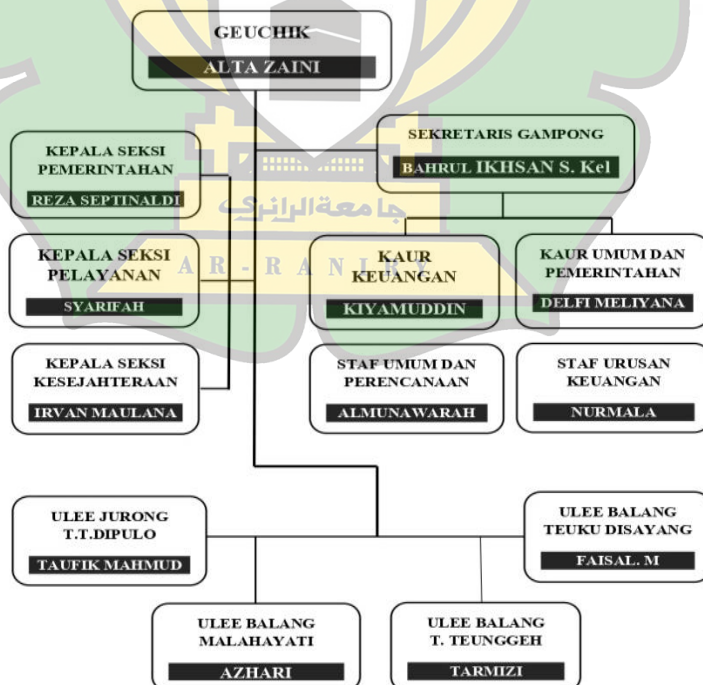 GEUCHIK
ALTA ZAINI
SEKRETARIS GAMPONG
BAHRUL IKHSAN S. Kel
KEPALA SEKSI
PEMERINTAHAN
REZA SEPTINALDI
جامعةالرانري
A R - R A N I R Y
KEPALA SEKSI
PELAYANAN
SYARIFAH
KAUR
KEUANGAN
KIYAMUDDIN
KAUR UMUM DAN
PEMERINTAHAN
DELFI MELIYANA
KEPALA SEKSI
KESEJAHTERAAN
IRVAN MAULANA
STAF UMUM DAN
PERENCANAAN
ALMUNAWARAH
STAF URUSAN
KEUANGAN
NURMALA
ULEE JURONG
T.T.DIPULO
TAUFIK MAHMUD
ULEE BALANG
TEUKU DISAYANG
FAISAL. M
ULEE BALANG
MALAHAYATI
AZHARI
ULEE BALANG
T. TEUNGGEH
TARMIZI